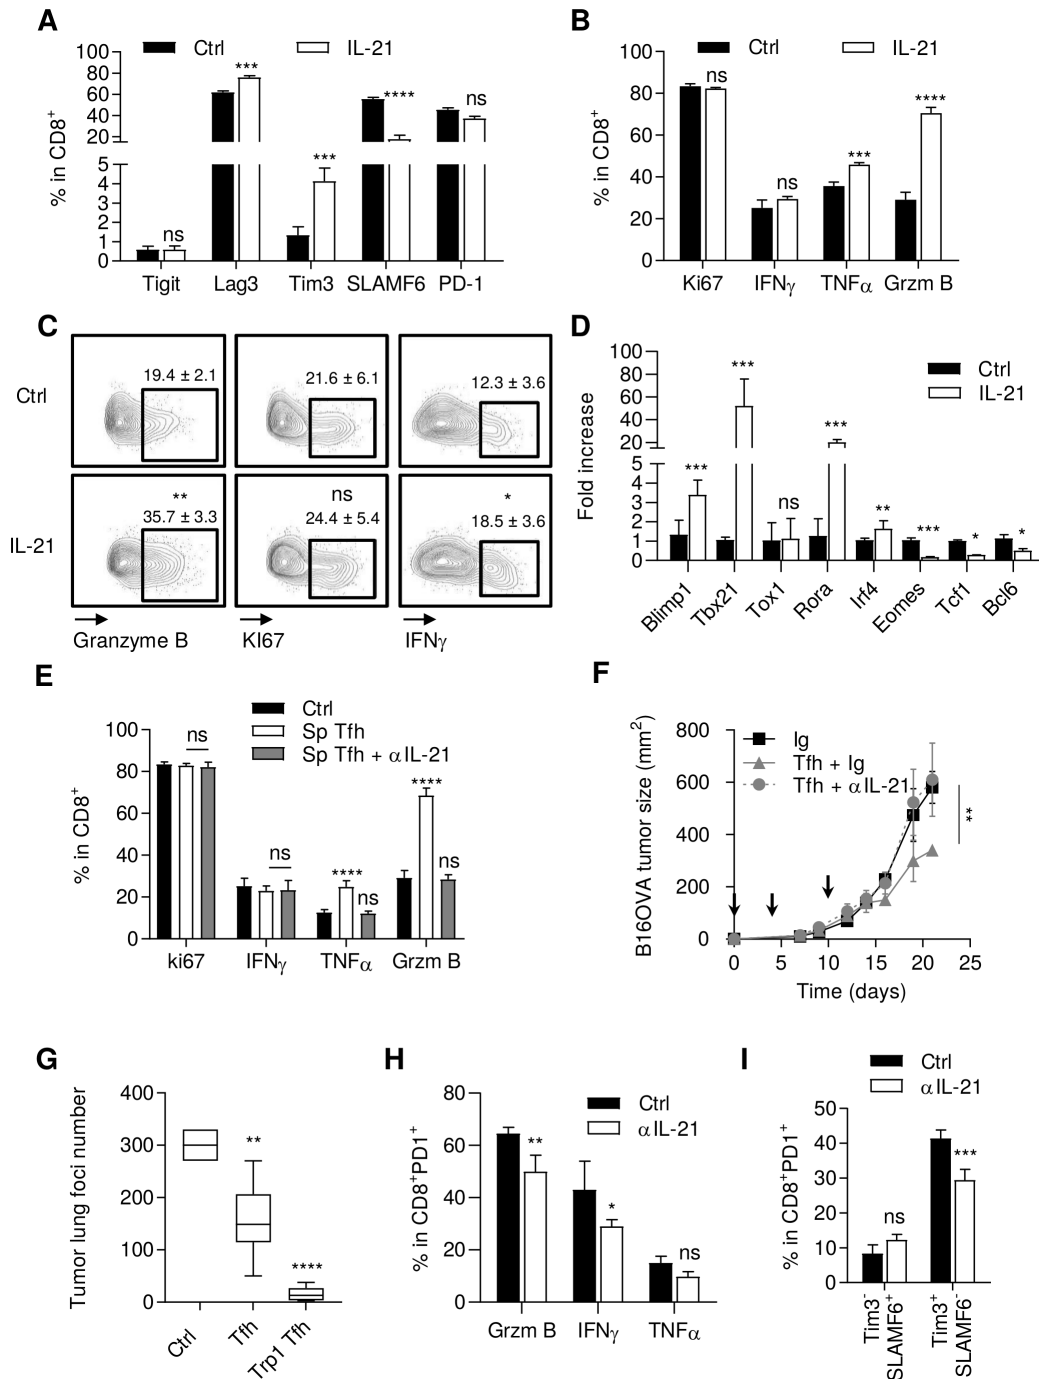 A
Ctrl
IL-21
% in CD8+
100
80
60
40
20
5
4
3
2
1
0
ns
***
***
****
ns
Tigit
Lag3
Tim3
SLAMF6
PD-1
B
Ctrl
IL-21
% in CD8+
100
80
60
40
20
0
ns
ns
***
****
Ki67
IFNγ
TNFα
Grzm B
C
Ctrl
19.4 ± 2.1
21.6 ± 6.1
12.3 ± 3.6
IL-21
**
35.7 ± 3.3
ns
24.4 ± 5.4
*
18.5 ± 3.6
Granzyme B
KI67
IFNγ
D
Ctrl
IL-21
Fold increase
100
80
60
40
20
5
4
3
2
1
0
***
***
ns
***
**
***
*
*
Blimp1
Tbx21
Tox1
Rora
Irf4
Eomes
Tcf1
Bcl6
E
Ctrl
Sp Tfh
Sp Tfh + αIL-21
% in CD8+
100
80
60
40
20
0
ns
ns
****
ns
****
ns
ki67
IFNγ
TNFα
Grzm B
F
B16OVA tumor size (mm2)
800
600
400
200
0
Ig
Tfh + Ig
Tfh + αIL-21
**
0
5
10
15
20
25
Time (days)
G
Tumor lung foci number
400
300
200
100
0
**
****
Ctrl
Tfh
Trp1 Tfh
H
Ctrl
αIL-21
% in CD8+PD1+
80
60
40
20
0
**
*
ns
Grzm B
IFNγ
TNFα
I
Ctrl
αIL-21
% in CD8+PD1+
50
40
30
20
10
0
ns
***
Tim3-
SLAMF6+
Tim3+
SLAMF6-